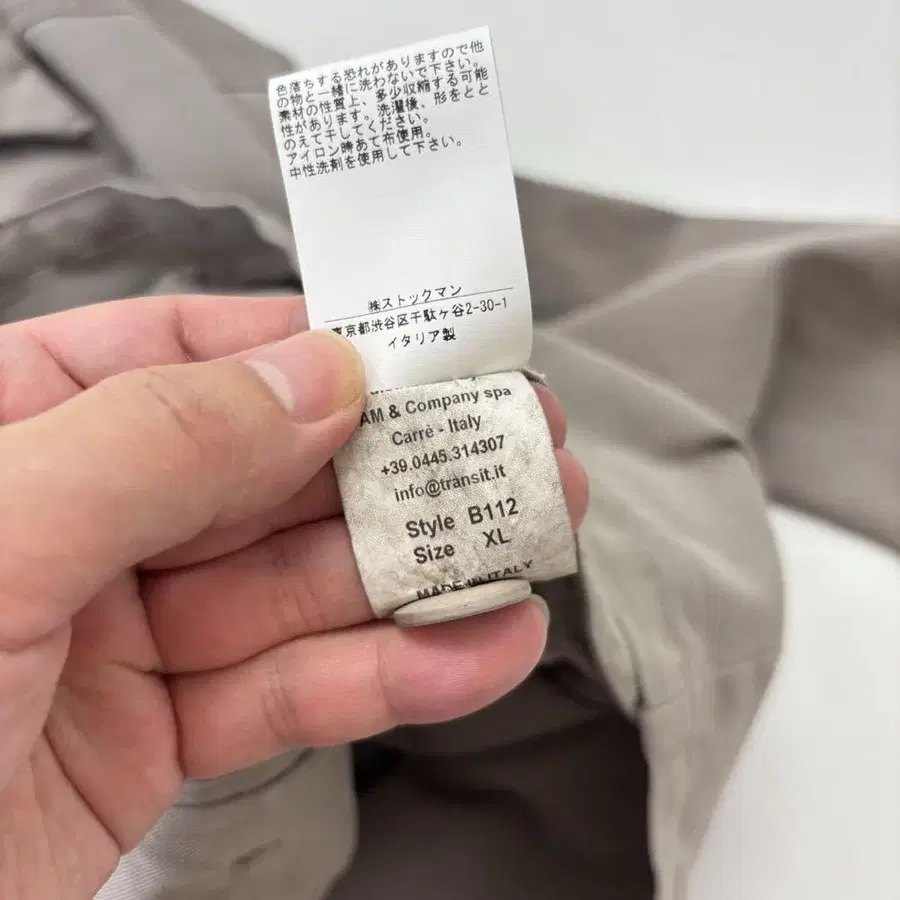 色落ちする恐れがありますので他
の物と一緒に洗わないで下さい。
素材の性質上、多少収縮する可能
性があります。洗濯後、形をとと
のえて干してください。
アイロン時あて布使用。
中性洗剤を使用して下さい。
㈱ストックマン
東京都渋谷区千駄ケ谷2-30-1
イタリア製
AM & Company spa
Carrè - Italy
+39.0445.314307
info@transit.it
Style B112
Size XL
MADE IN ITALY